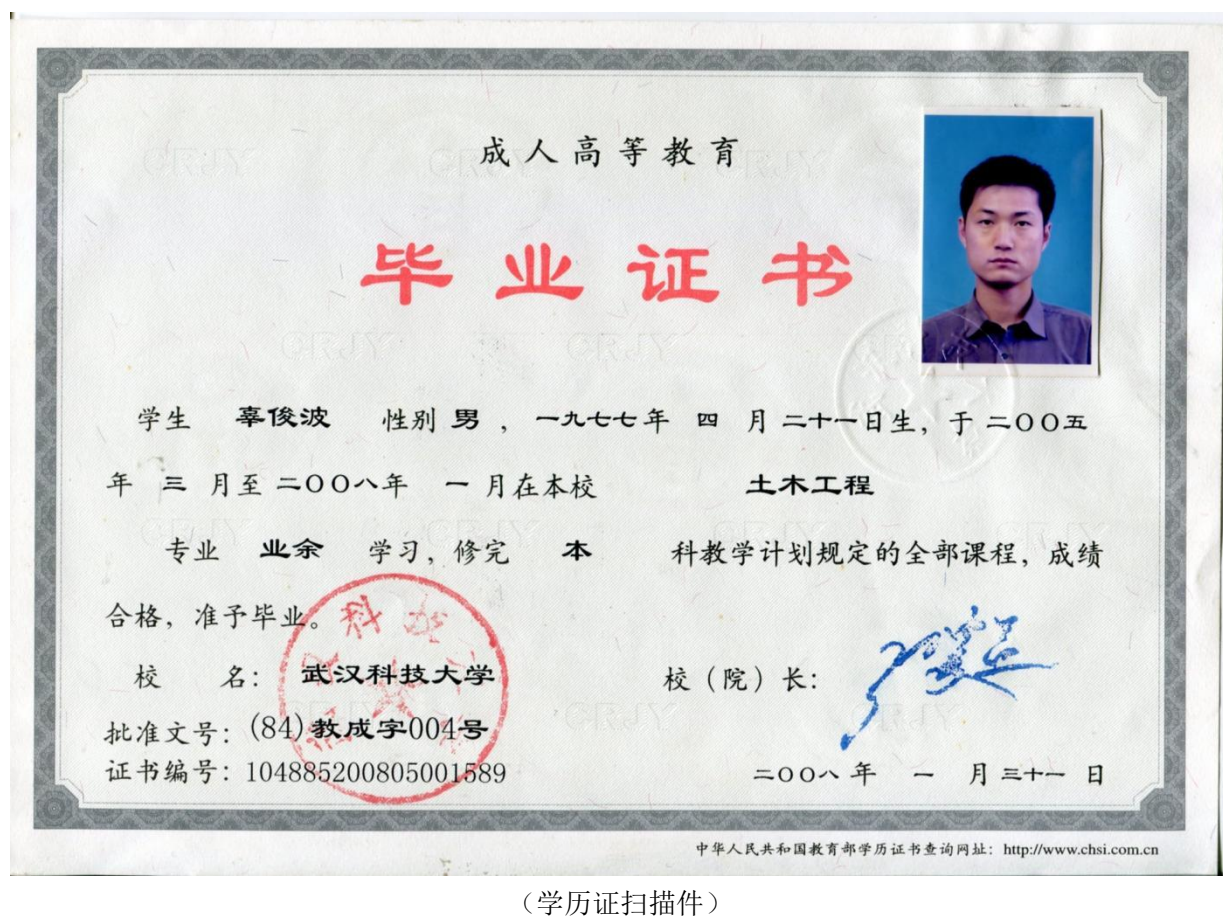 成人高等教育
毕业证书
学生 辜俊波 性别 男 , 一九七七年 四 月 二十一日生, 于 二00五
年 三 月至 二00八年 一 月在本校 土木工程
专业 业余 学习, 修完 本 科教学计划规定的全部课程, 成绩
合格, 准予毕业。
校 名: 武汉科技大学 校(院)长:
批准文号: (84)教成字004号
证书编号: 104885200805001589 二00八 年 一 月 三十一 日
中华人民共和国教育部学历证书查询网址: http://www.chsi.com.cn
(学历证扫描件)